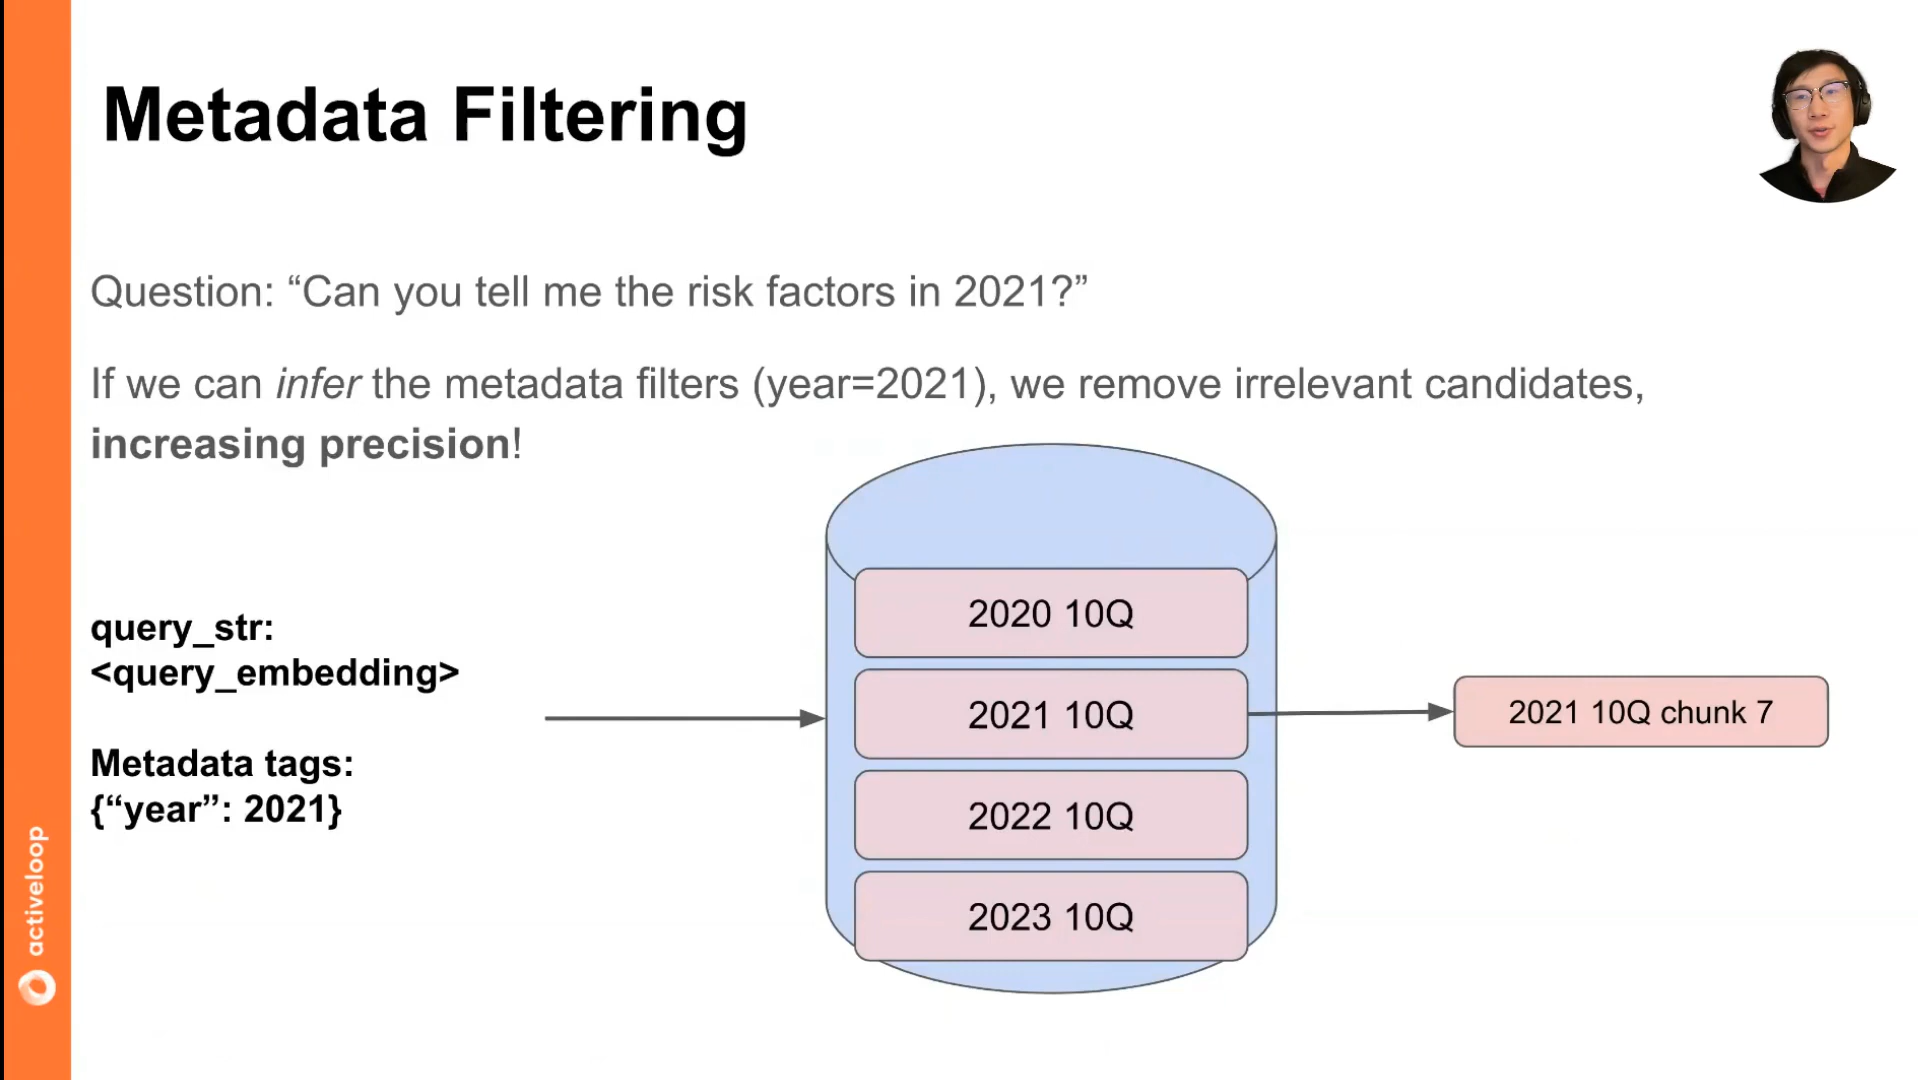 Metadata Filtering
Question: “Can you tell me the risk factors in 2021?”
If we can infer the metadata filters (year=2021), we remove irrelevant candidates,
increasing precision!
query_str:
<query_embedding>
Metadata tags:
{“year”: 2021}
2020 10Q
2021 10Q
2022 10Q
2023 10Q
2021 10Q chunk 7
activeloop